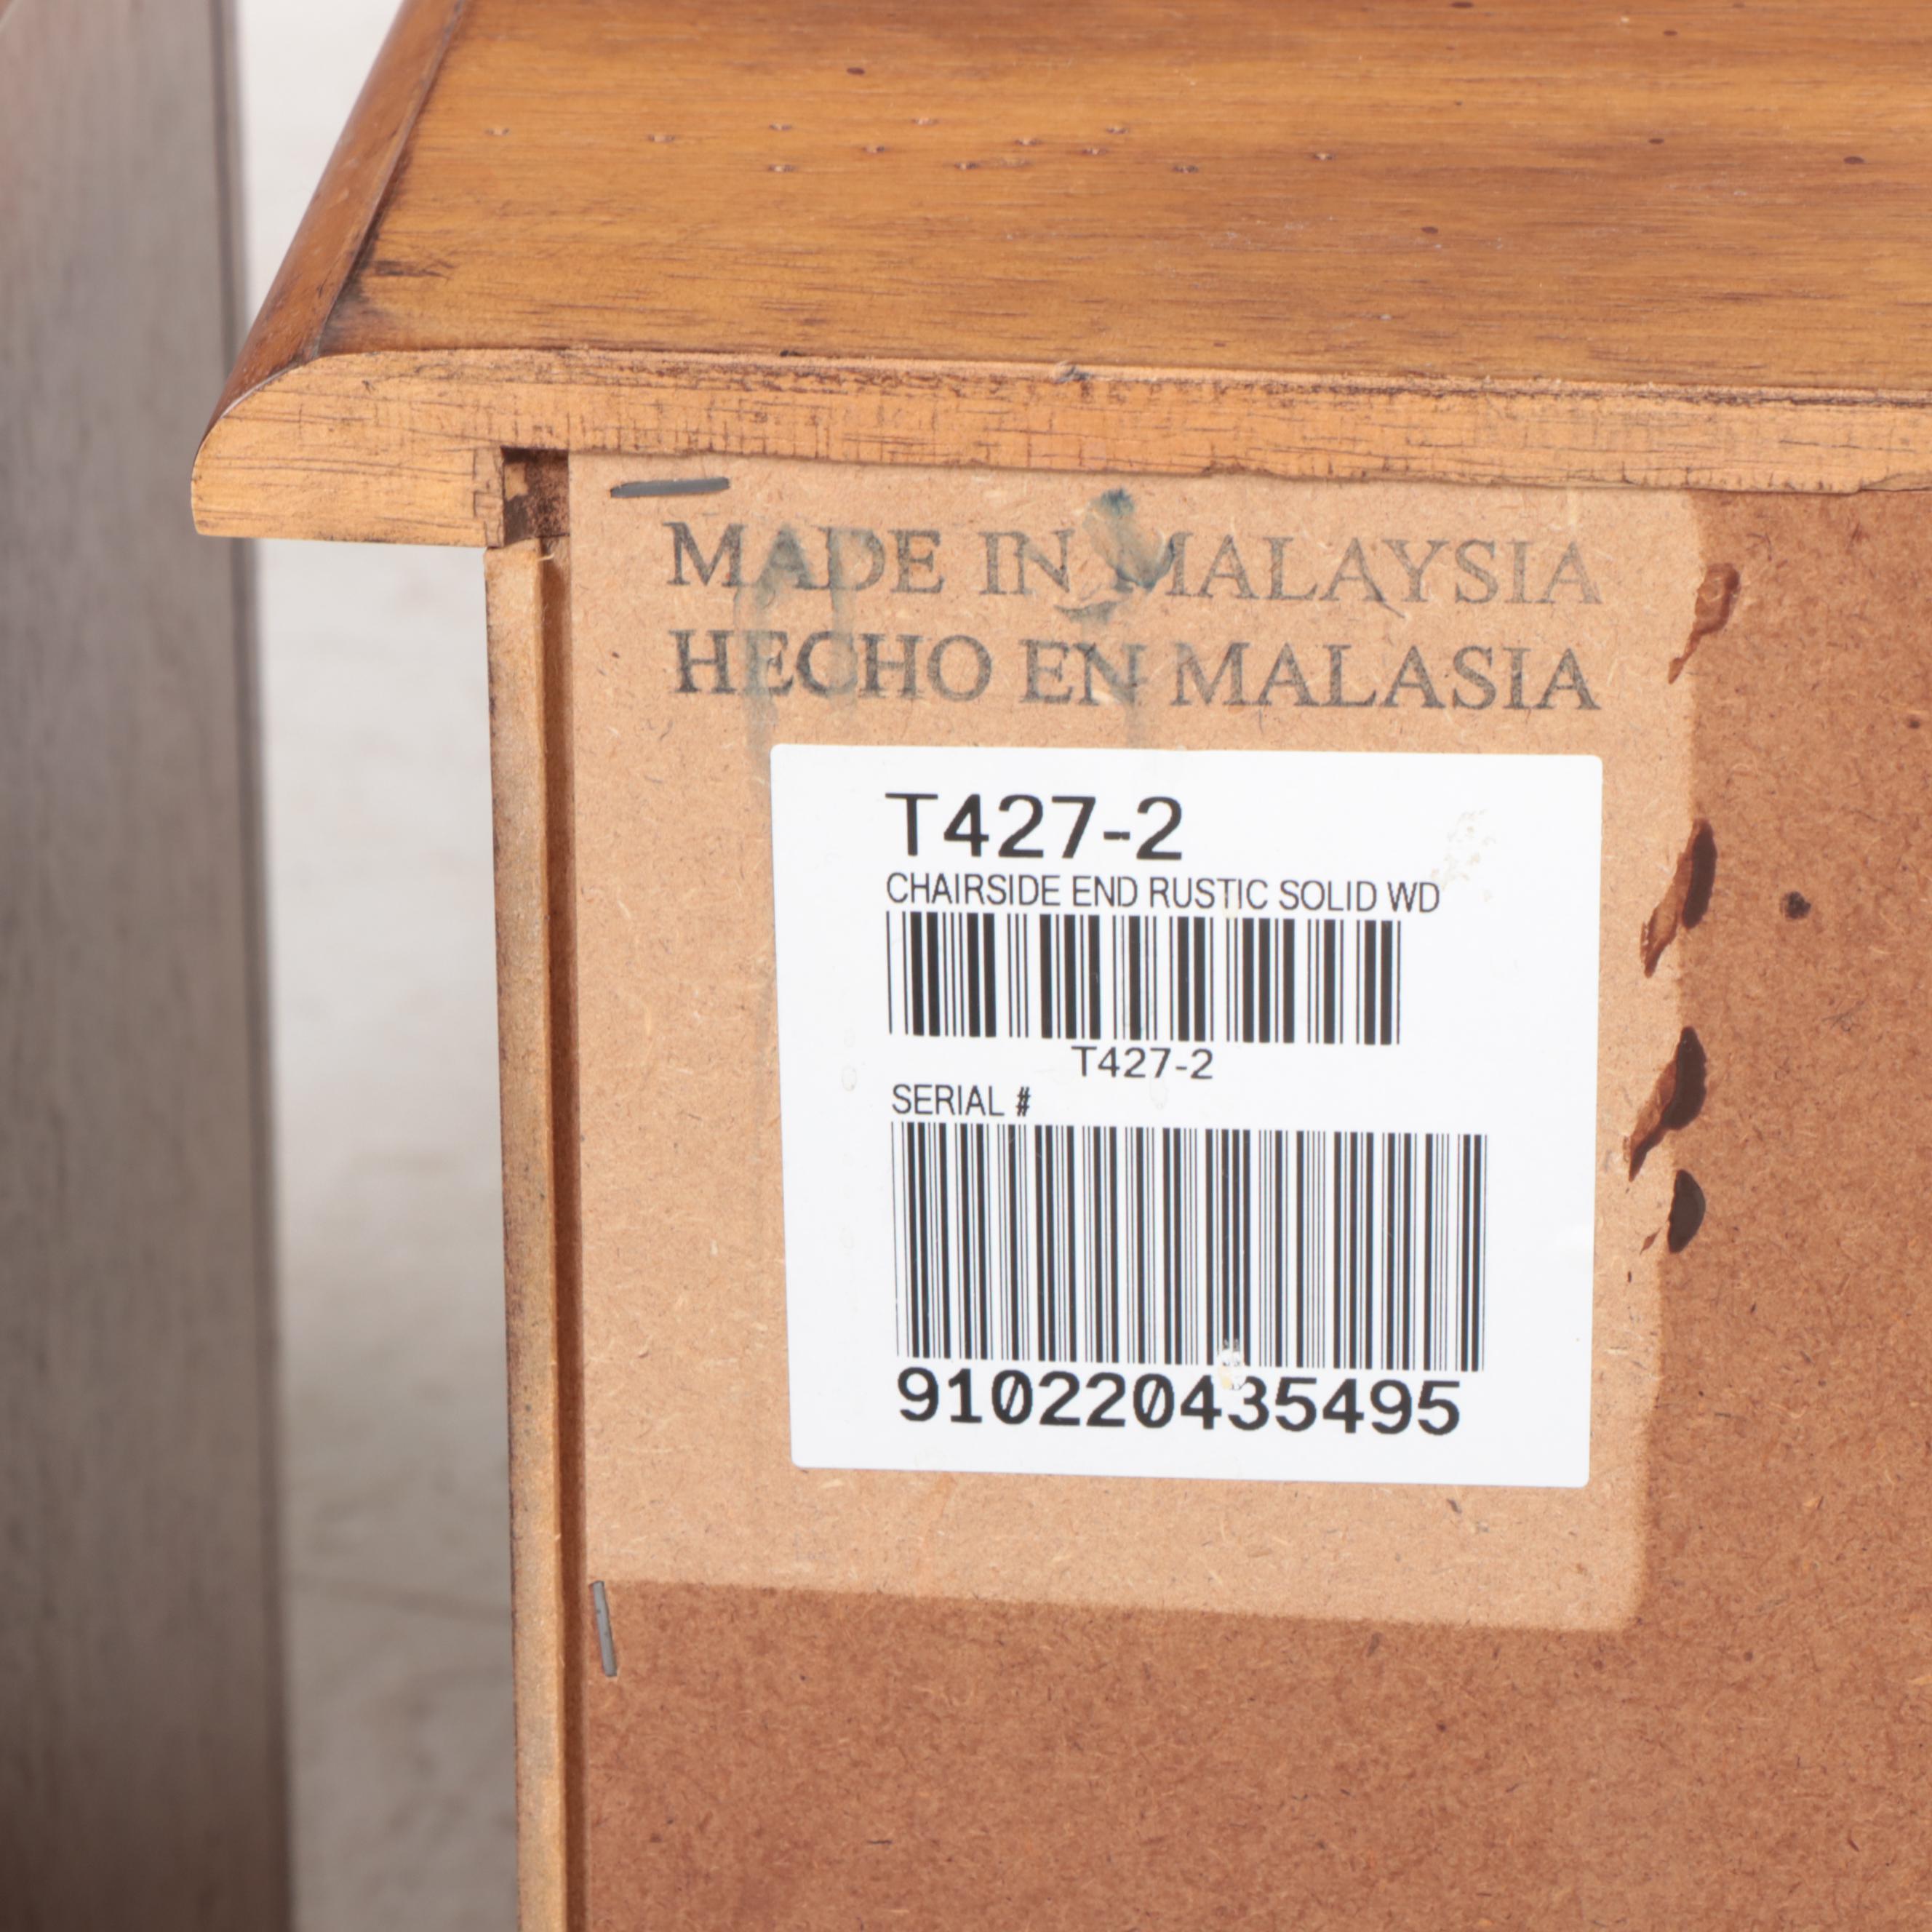 MADE IN MALAYSIA
HECHO EN MALASIA
T427-2
CHAIRSIDE END RUSTIC SOLID WD
T427-2
SERIAL #
910220435495